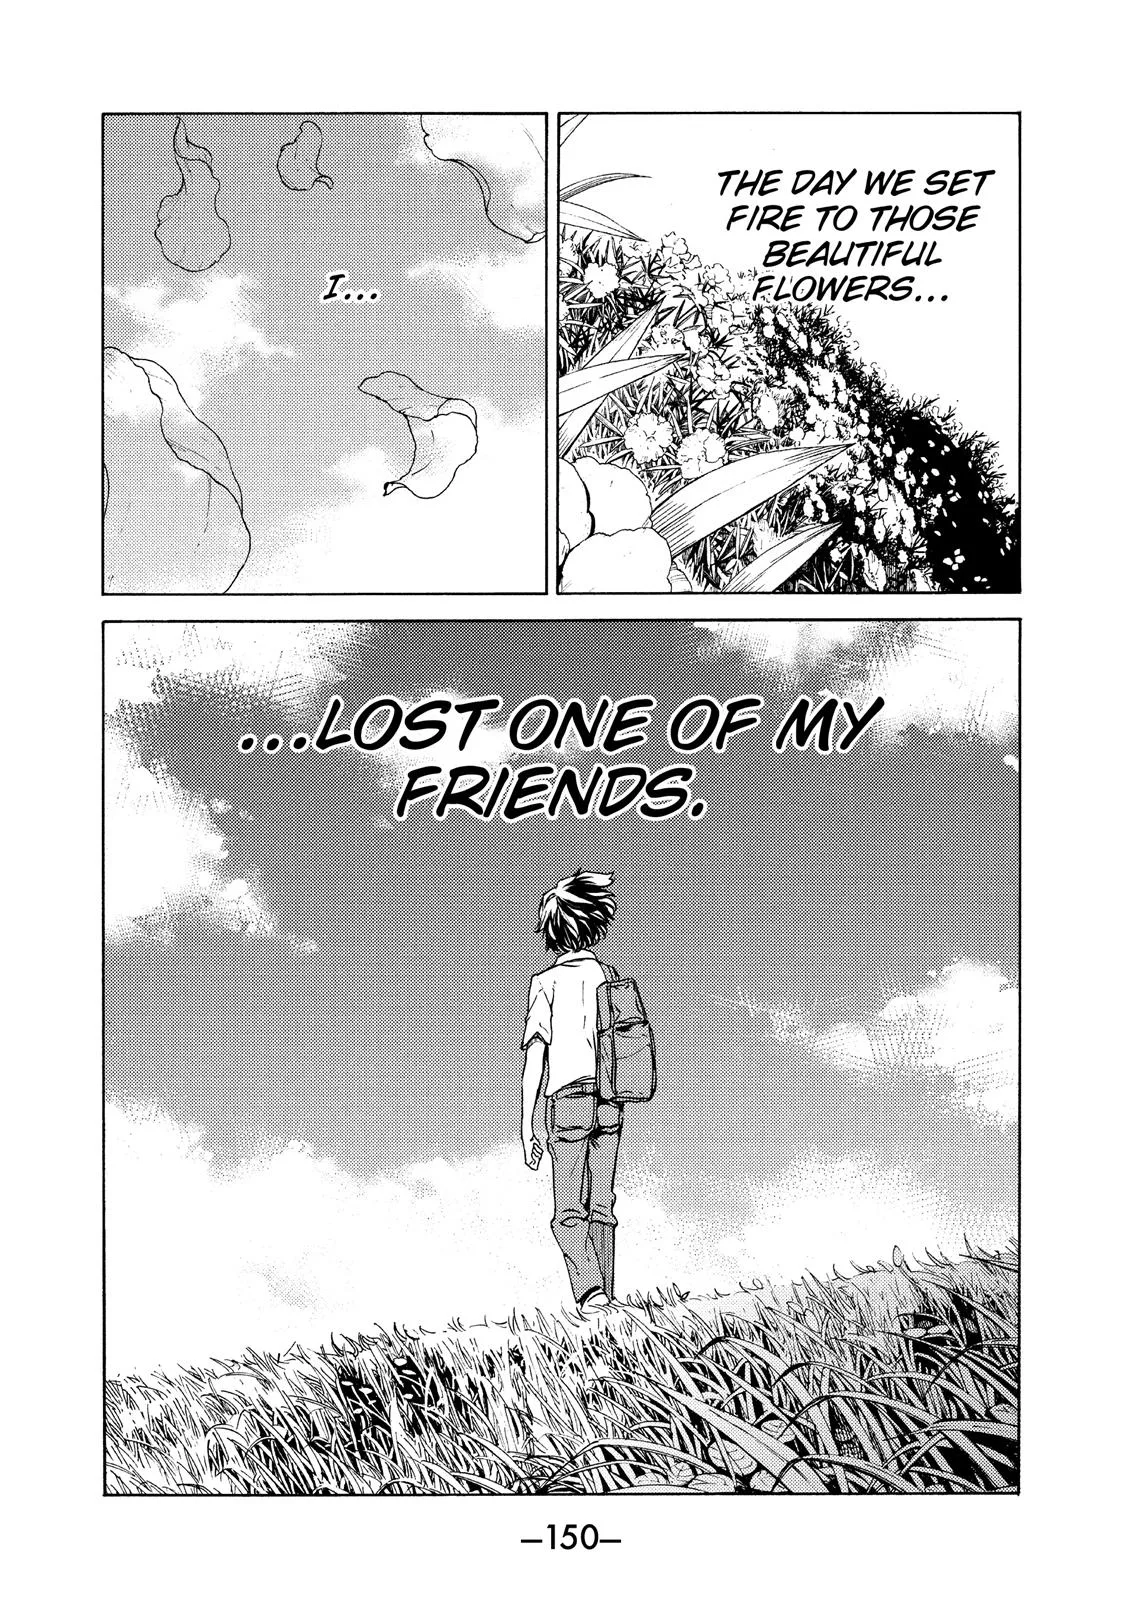 THE DAY WE SET
FIRE TO THOSE
BEAUTIFUL
FLOWERS...
I...
...LOST ONE OF MY
FRIENDS.
–150–